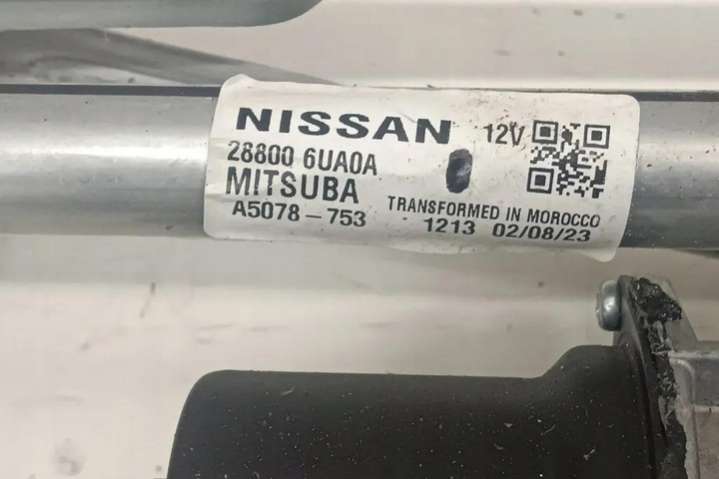 NISSAN 12V
28800 6UA0A
MITSUBA
A5078-753
TRANSFORMED IN MOROCCO
1213 02/08/23